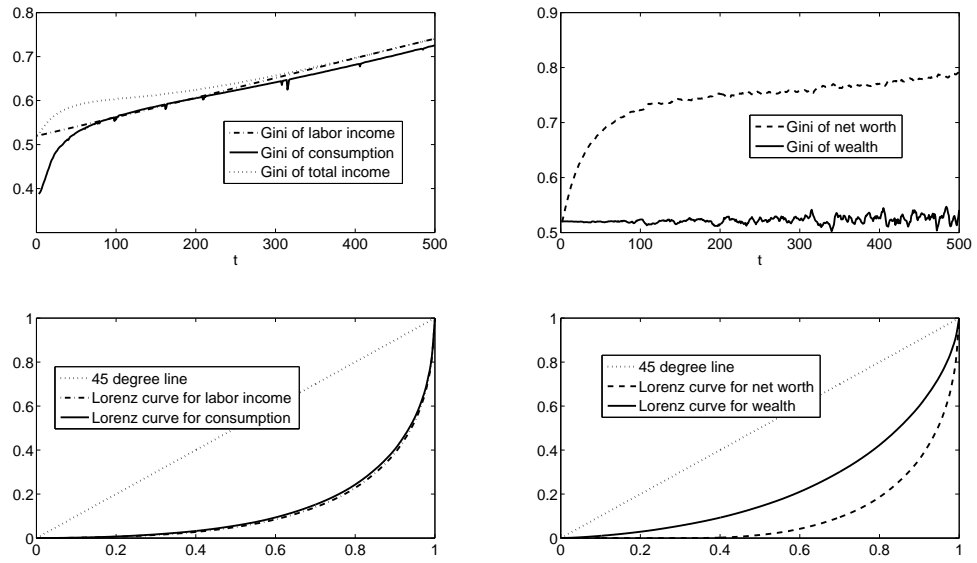 0.8
0.7
0.6
0.5
0.4
0 100 200 300 400 500
t
Gini of labor income
Gini of consumption
Gini of total income
0.9
0.8
0.7
0.6
0.5
0 100 200 300 400 500
t
Gini of net worth
Gini of wealth
1
0.8
0.6
0.4
0.2
0
0 0.2 0.4 0.6 0.8 1
45 degree line
Lorenz curve for labor income
Lorenz curve for consumption
1
0.8
0.6
0.4
0.2
0
0 0.2 0.4 0.6 0.8 1
45 degree line
Lorenz curve for net worth
Lorenz curve for wealth